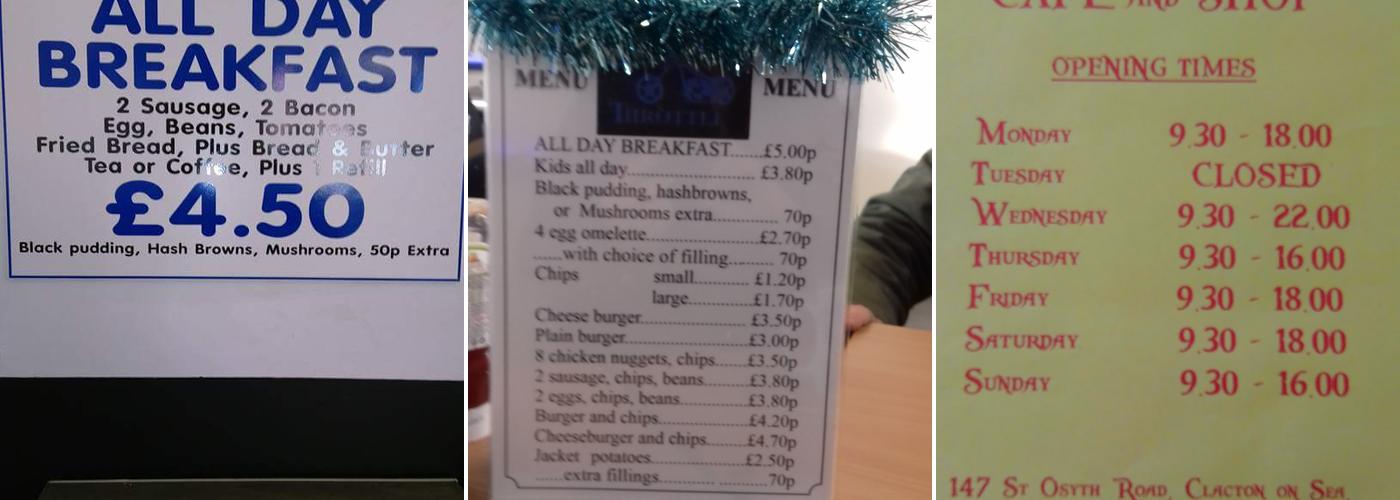 ALL DAY
BREAKFAST
2 Sausage, 2 Bacon
Egg, Beans, Tomatoes
Fried Bread, Plus Bread & Butter
Tea or Coffee, Plus 1 Refill
£4.50
Black pudding, Hash Browns, Mushrooms, 50p Extra
MENU MENU
THROTTLE
ALL DAY BREAKFAST......£5.00p
Kids all day.......................... £3.80p
Black pudding, hashbrowns,
or Mushrooms extra............. 70p
4 egg omelette......................£2.70p
......with choice of filling......... 70p
Chips small........... £1.20p
large............£1.70p
Cheese burger..................... £3.50p
Plain burger.........................£3.00p
8 chicken nuggets, chips......£3.50p
2 sausage, chips, beans........£3.80p
2 eggs, chips, beans.............£3.80p
Burger and chips.................£4.20p
Cheeseburger and chips.......£4.70p
Jacket potatoes...................£2.50p
......extra fillings.......... ..........70p
CAFE AND SHOP
OPENING TIMES
MONDAY 9.30 - 18.00
TUESDAY CLOSED
WEDNESDAY 9.30 - 22.00
THURSDAY 9.30 - 16.00
FRIDAY 9.30 - 18.00
SATURDAY 9.30 - 18.00
SUNDAY 9.30 - 16.00
147 ST OSYTH ROAD, CLACTON ON SEA